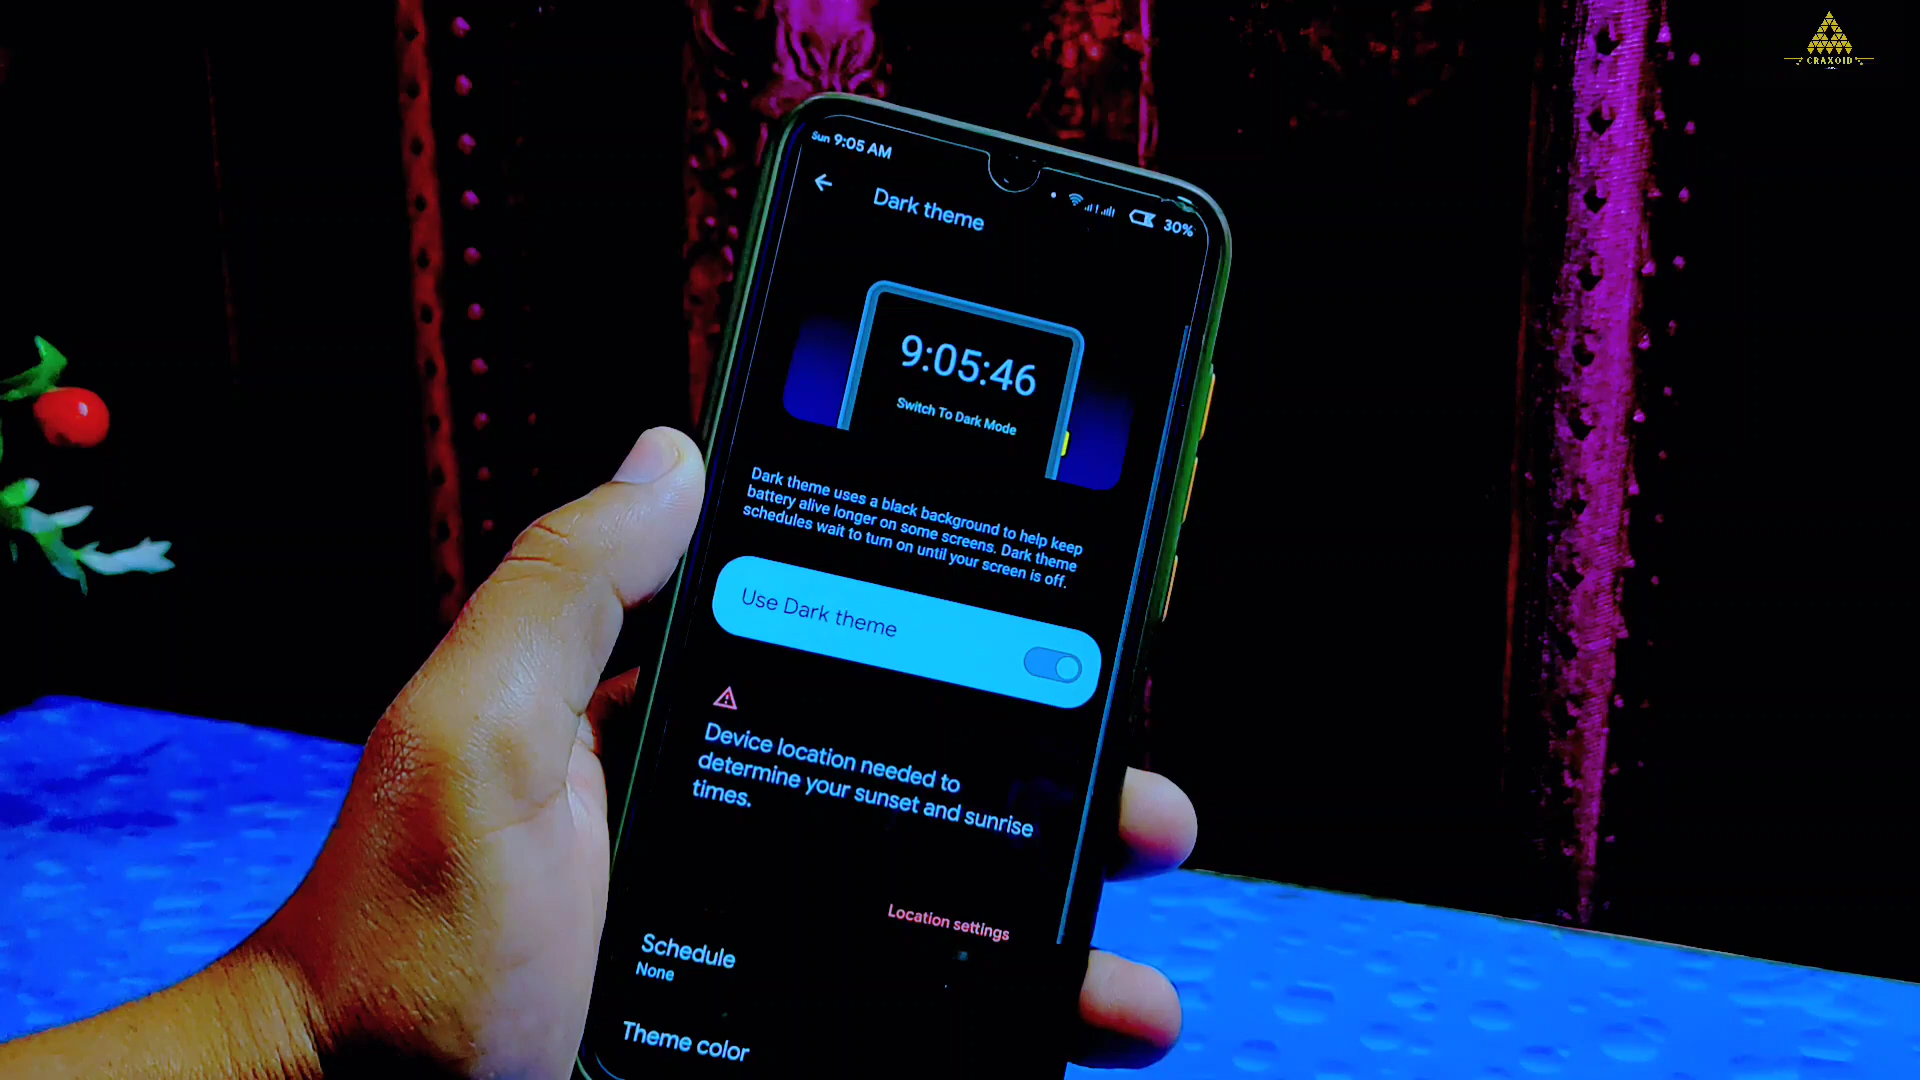 CRAXOID
Sun 9:05 AM
30%
Dark theme
9:05:46
Switch To Dark Mode
Dark theme uses a black background to help keep
battery alive longer on some screens. Dark theme
schedules wait to turn on until your screen is off.
Use Dark theme
Device location needed to
determine your sunset and sunrise
times.
Location settings
Schedule
None
Theme color